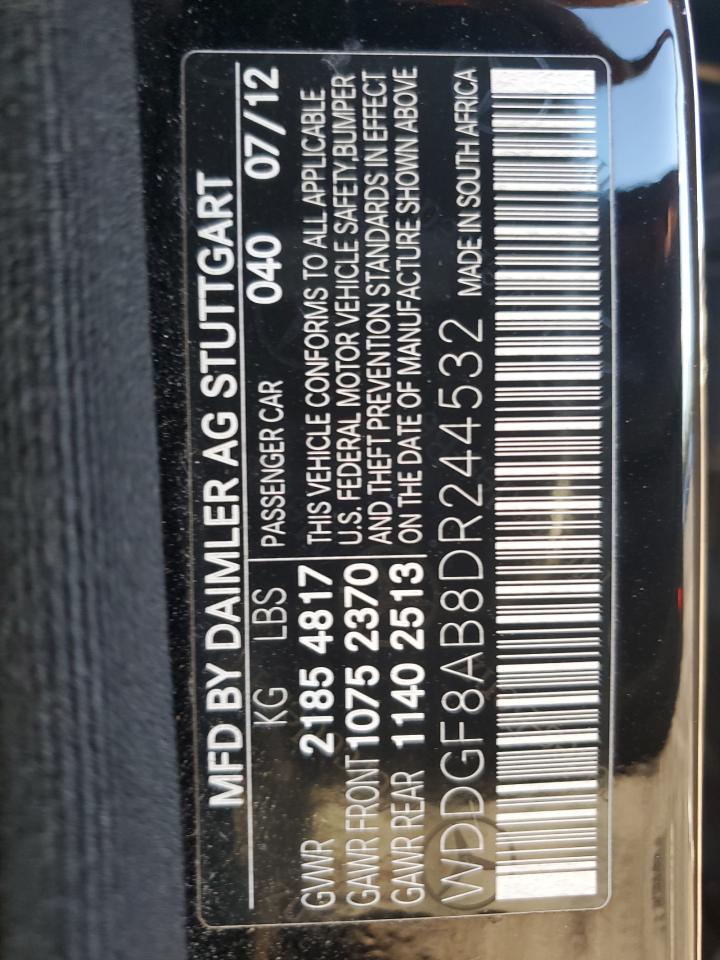 MFD BY DAIMLER AG STUTTGART
KG LBS PASSENGER CAR 040 07/12
GVWR 2185 4817
GAWR FRONT 1075 2370
GAWR REAR 1140 2513
THIS VEHICLE CONFORMS TO ALL APPLICABLE
U.S. FEDERAL MOTOR VEHICLE SAFETY,BUMPER
AND THEFT PREVENTION STANDARDS IN EFFECT
ON THE DATE OF MANUFACTURE SHOWN ABOVE
WDDGF8AB8DR244532 MADE IN SOUTH AFRICA